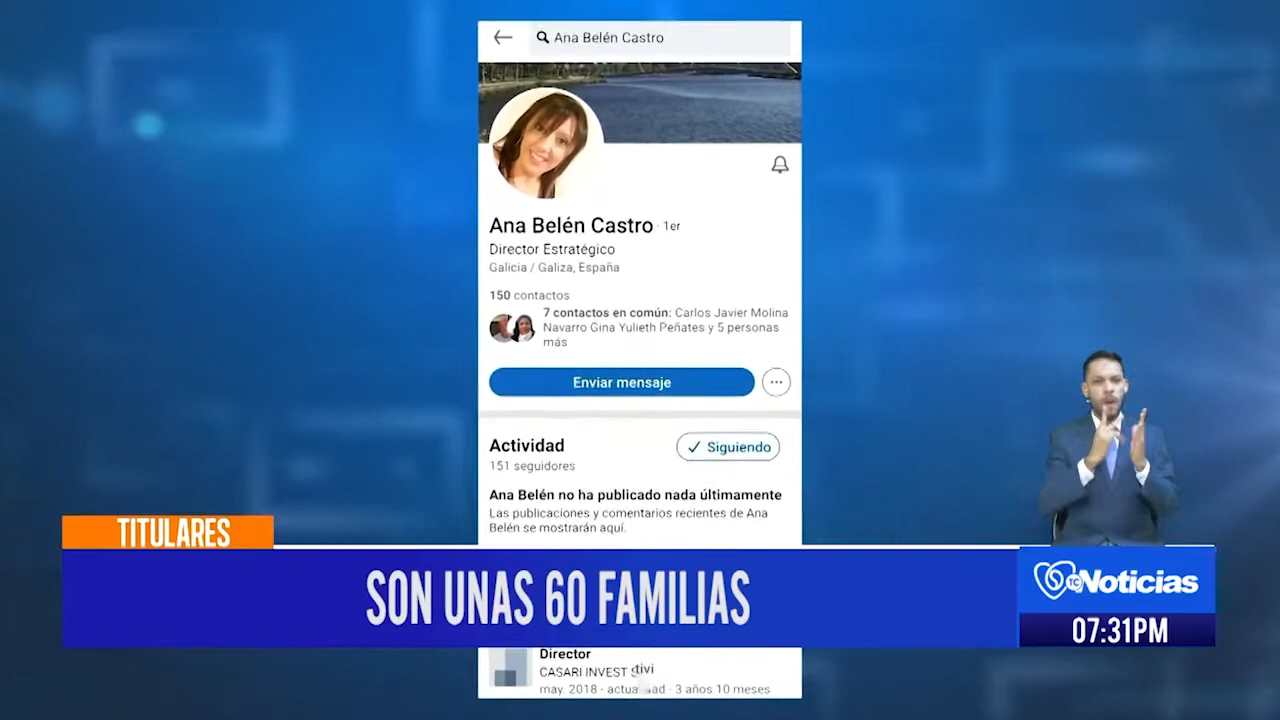 Ana Belén Castro
Ana Belén Castro · 1er
Director Estratégico
Galicia / Galiza, España
150 contactos
7 contactos en común: Carlos Javier Molina
Navarro Gina Yulieth Peñates y 5 personas
más
Enviar mensaje
Actividad
Siguiendo
151 seguidores
Ana Belén no ha publicado nada últimamente
Las publicaciones y comentarios recientes de Ana
Belén se mostrarán aquí.
TITULARES
SON UNAS 60 FAMILIAS
TC Noticias
07:31PM
Director
CASARI INVEST
may. 2018 - 3 años 10 meses